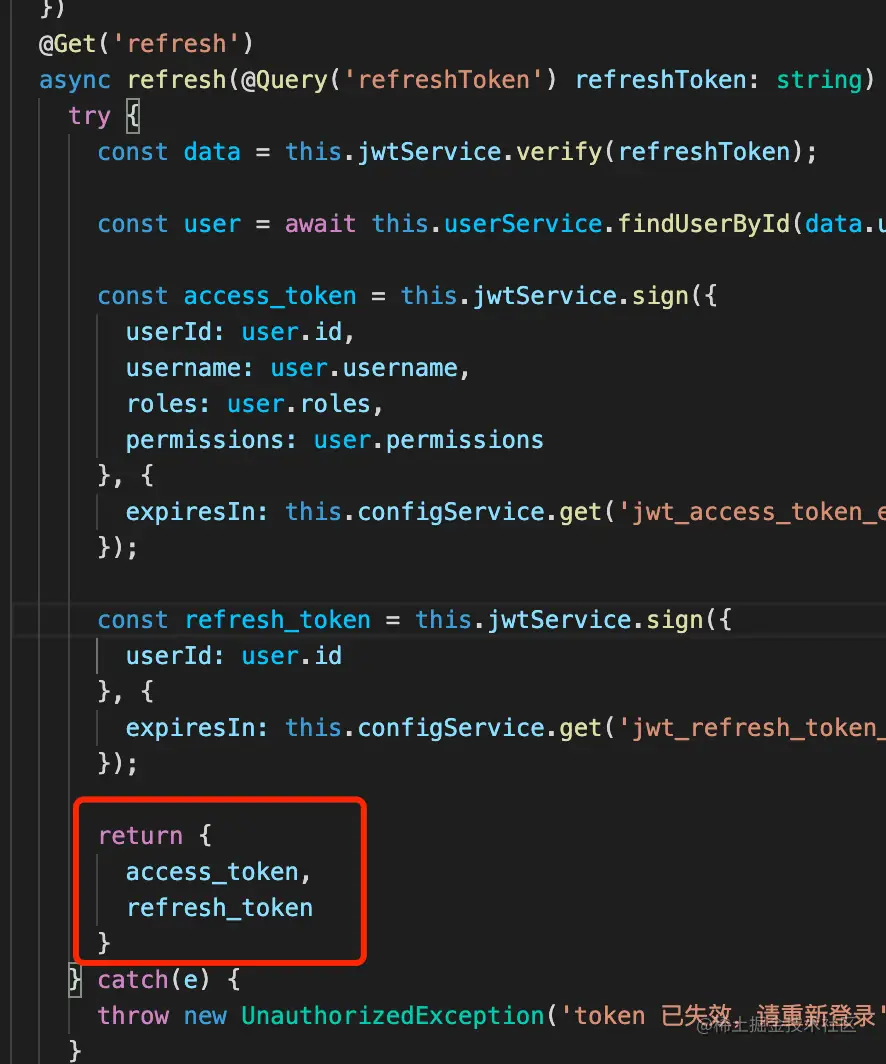 })
@Get('refresh')
async refresh(@Query('refreshToken') refreshToken: string)
try {
const data = this.jwtService.verify(refreshToken);
const user = await this.userService.findUserById(data.u
const access_token = this.jwtService.sign({
userId: user.id,
username: user.username,
roles: user.roles,
permissions: user.permissions
}, {
expiresIn: this.configService.get('jwt_access_token_e
});
const refresh_token = this.jwtService.sign({
userId: user.id
}, {
expiresIn: this.configService.get('jwt_refresh_token_
});
return {
access_token,
refresh_token
}
} catch(e) {
throw new UnauthorizedException('token 已失效，请重新登录'
@稀土掘金技术社区
}